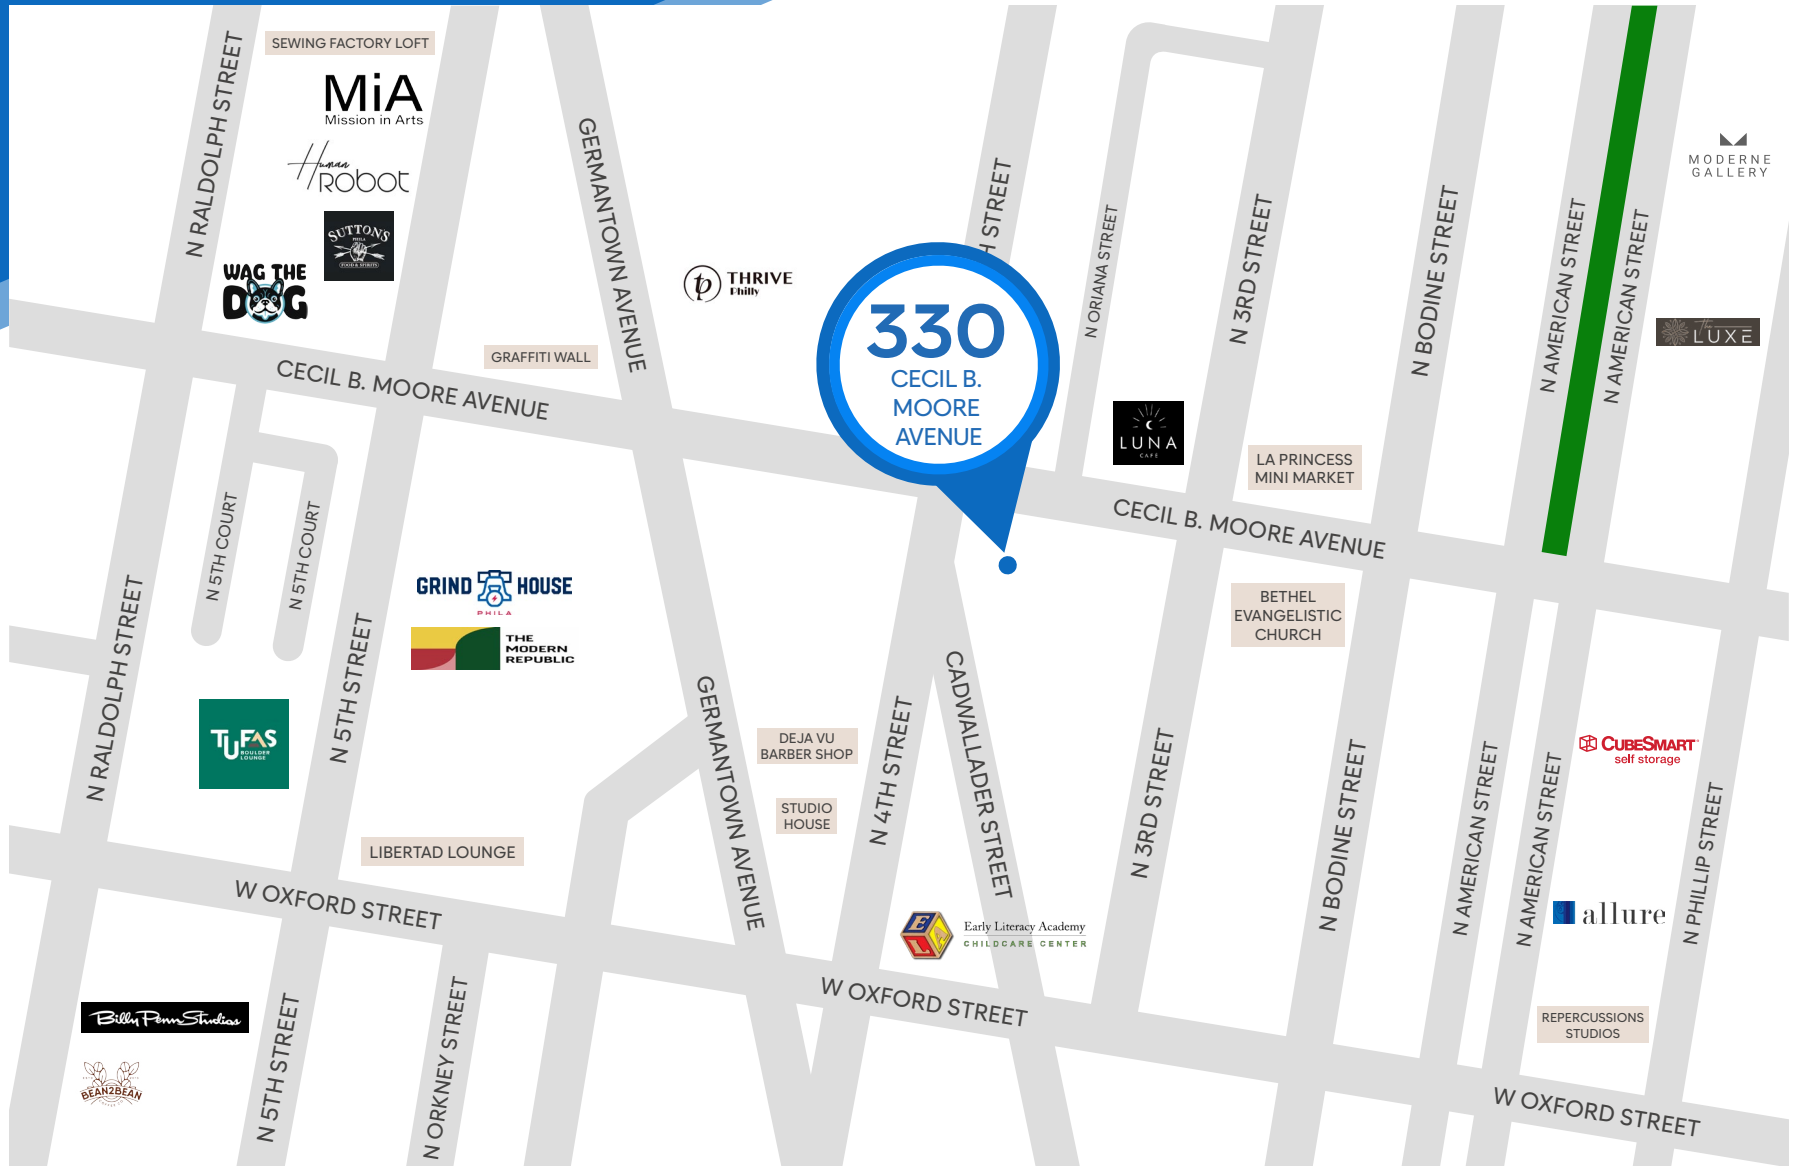 SEWING FACTORY LOFT
MiA
Mission in Arts
Human
ROBOT
SUTTONS
PHILA
FOOD & SPIRITS
WAG THE
DOG
N RALDOLPH STREET
GERMANTOWN AVENUE
THRIVE
Philly
GRAFFITI WALL
CECIL B. MOORE AVENUE
H STREET
330
CECIL B.
MOORE
AVENUE
N ORIANA STREET
N 3RD STREET
N BODINE STREET
N AMERICAN STREET
N AMERICAN STREET
MODERNE
GALLERY
The
LUXE
LUNA
CAFE
LA PRINCESS
MINI MARKET
CECIL B. MOORE AVENUE
BETHEL
EVANGELISTIC
CHURCH
N 5TH COURT
N 5TH COURT
GRIND HOUSE
PHILA
THE
MODERN
REPUBLIC
N RALDOLPH STREET
N 5TH STREET
TUFAS
BOULDER
LOUNGE
GERMANTOWN AVENUE
DEJA VU
BARBER SHOP
STUDIO
HOUSE
N 4TH STREET
CADWALLADER STREET
N 3RD STREET
N BODINE STREET
N AMERICAN STREET
N AMERICAN STREET
CUBESMART
self storage
N PHILLIP STREET
allure
LIBERTAD LOUNGE
W OXFORD STREET
ELA
Early Literacy Academy
CHILDCARE CENTER
W OXFORD STREET
Billy Penn Studios
BEAN2BEAN
N 5TH STREET
N ORKNEY STREET
REPERCUSSIONS
STUDIOS
W OXFORD STREET